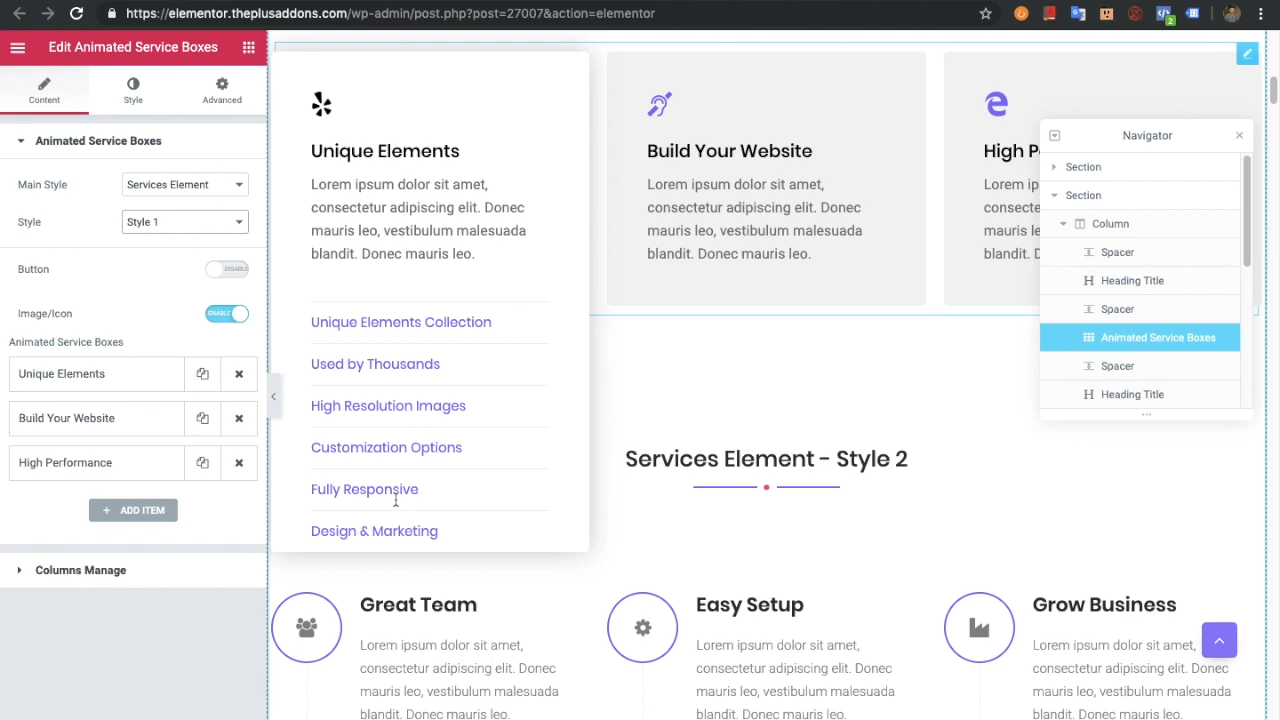 https://elementor.theplusaddons.com/wp-admin/post.php?post=27007&action=elementor
2
Edit Animated Service Boxes
Content
Style
Advanced
Animated Service Boxes
Main Style
Services Element
Style
Style 1
Button
DISABLE
Image/Icon
ENABLE
Animated Service Boxes
Unique Elements
Build Your Website
High Performance
+ ADD ITEM
Columns Manage
Unique Elements
Lorem ipsum dolor sit amet,
consectetur adipiscing elit. Donec
mauris leo, vestibulum malesuada
blandit. Donec mauris leo.
Unique Elements Collection
Used by Thousands
High Resolution Images
Customization Options
Fully Responsive
Design & Marketing
Build Your Website
Lorem ipsum dolor sit amet,
consectetur adipiscing elit. Donec
mauris leo, vestibulum malesuada
blandit. Donec mauris leo.
High P
Lorem
conse
mauris
blandit
Navigator
Section
Section
Column
Spacer
Heading Title
Spacer
Animated Service Boxes
Spacer
Heading Title
Services Element - Style 2
Great Team
Lorem ipsum dolor sit amet,
consectetur adipiscing elit. Donec
mauris leo, vestibulum malesuada
blandit. Donec mauris leo.
Easy Setup
Lorem ipsum dolor sit amet,
consectetur adipiscing elit. Donec
mauris leo, vestibulum malesuada
blandit. Donec mauris leo.
Grow Business
Lorem ipsum dolor sit amet,
consectetur adipiscing elit. Donec
mauris leo, vestibulum malesuada
blandit. Donec mauris leo.